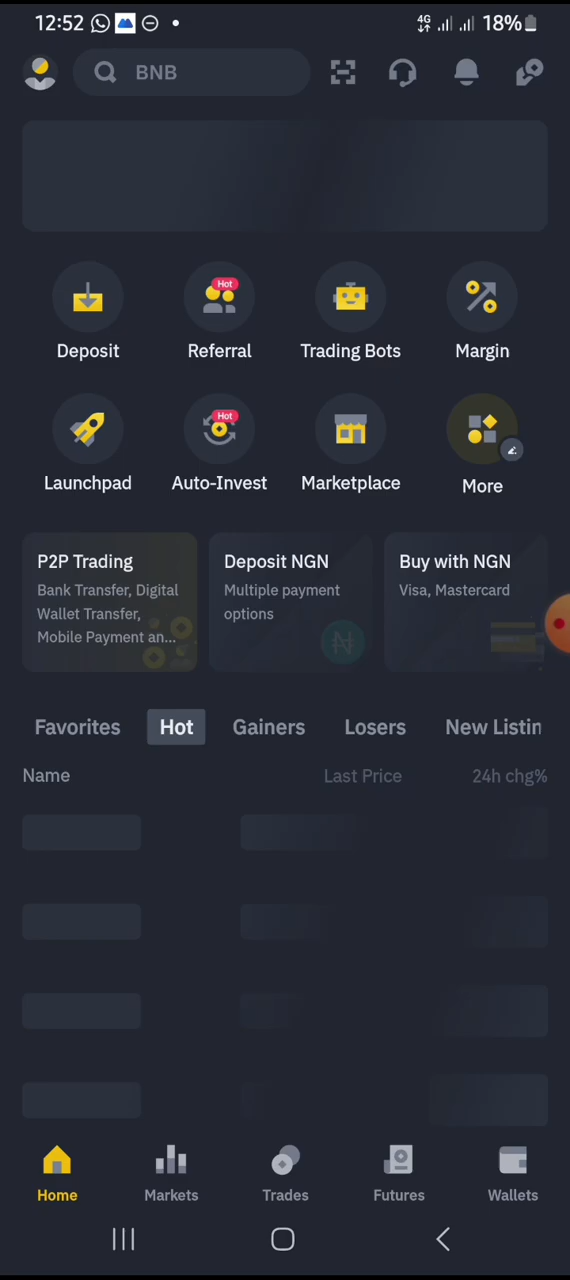 12:52
4G
18%
BNB
Hot
Deposit
Referral
Trading Bots
Margin
Hot
Launchpad
Auto-Invest
Marketplace
More
P2P Trading
Bank Transfer, Digital
Wallet Transfer,
Mobile Payment an...
Deposit NGN
Multiple payment
options
Buy with NGN
Visa, Mastercard
Favorites
Hot
Gainers
Losers
New Listin
Name
Last Price
24h chg%
Home
Markets
Trades
Futures
Wallets